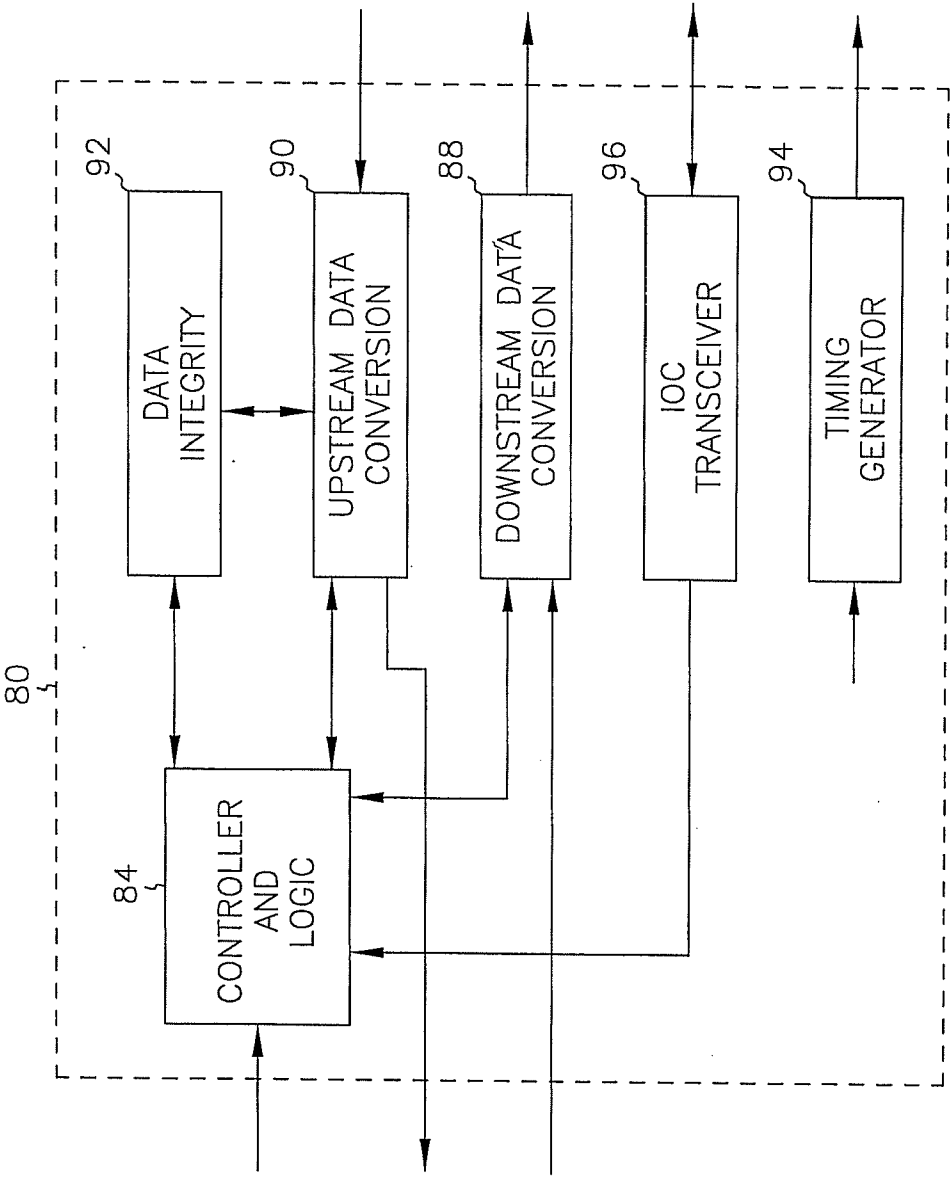 80
92
DATA
INTEGRITY
90
UPSTREAM DATA
CONVERSION
88
DOWNSTREAM DATA
CONVERSION
96
IOC
TRANSCEIVER
94
TIMING
GENERATOR
84
CONTROLLER
AND
LOGIC